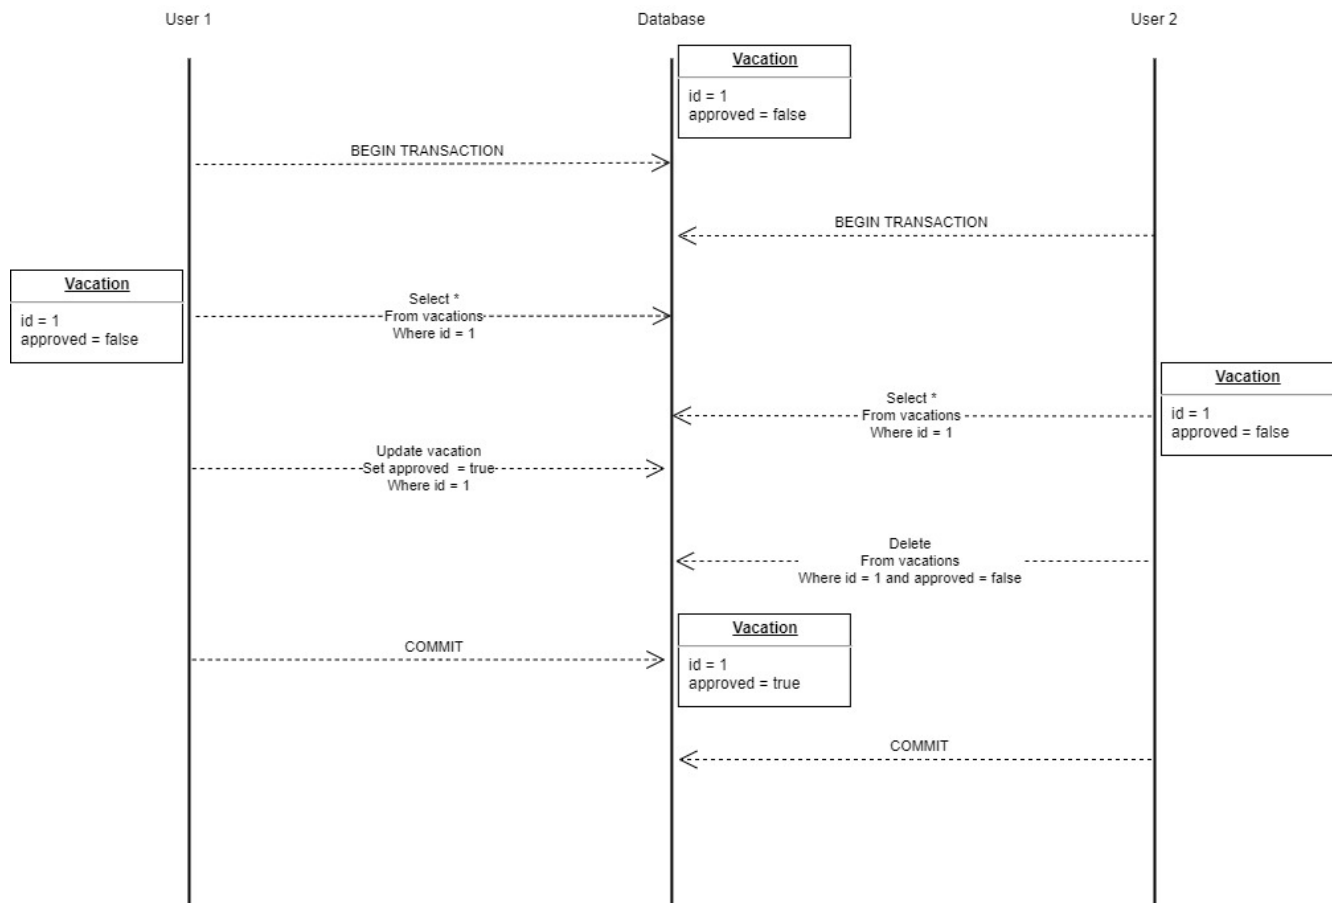 User 1
Database
User 2
Vacation
id = 1
approved = false
BEGIN TRANSACTION
BEGIN TRANSACTION
Vacation
id = 1
approved = false
Select *
From vacations
Where id = 1
Vacation
id = 1
approved = false
Select *
From vacations
Where id = 1
Update vacation
Set approved  = true
Where id = 1
Delete
From vacations
Where id = 1 and approved = false
Vacation
id = 1
approved = true
COMMIT
COMMIT